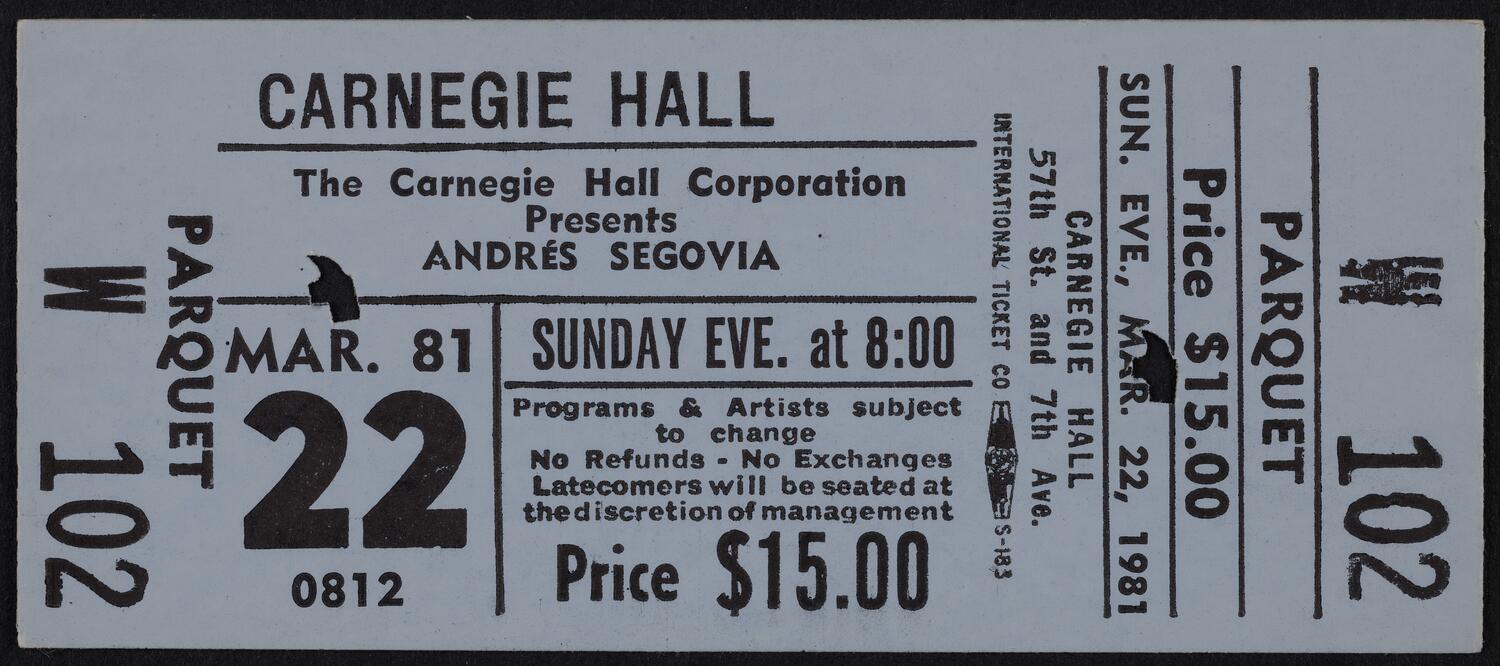 W 102
PARQUET
CARNEGIE HALL
The Carnegie Hall Corporation
Presents
ANDRÉS SEGOVIA
MAR. 81
22
0812
SUNDAY EVE. at 8:00
Programs & Artists subject
to change
No Refunds - No Exchanges
Latecomers will be seated at
the discretion of management
Price $15.00
INTERNATIONAL TICKET CO S-183
57th St. and 7th Ave.
CARNEGIE HALL
SUN. EVE., MAR. 22, 1981
Price $15.00
PARQUET
102